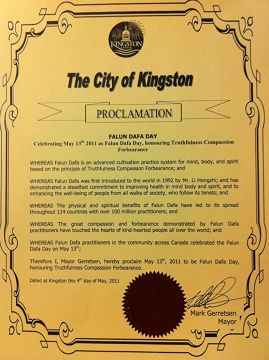 KINGSTON
The City of Kingston
PROCLAMATION
FALUN DAFA DAY
Celebrating May 13th 2011 as Falun Dafa Day, honouring Truthfulness Compassion
Forbearance
WHEREAS Falun Dafa is an advanced cultivation practice system for mind, body, and spirit
based on the principle of Truthfulness Compassion Forbearance; and
WHEREAS Falun Dafa was first introduced to the world in 1992 by Mr. Li Hongzhi; and has
demonstrated a steadfast commitment to improving health in mind body and spirit, and to
enhancing the well-being of people from all walks of society, who follow its tenets; and
WHEREAS The physical and spiritual benefits of Falun Dafa have led to its spread
throughout 114 countries with over 100 million practitioners; and
WHEREAS The great compassion and forbearance demonstrated by Falun Dafa
practitioners have touched the hearts of kind-hearted people all over the world; and
WHEREAS Falun Dafa practitioners in the community across Canada celebrated the Falun
Dafa Day on May 13th;
Therefore I, Mayor Gerretsen, hereby proclaim May 13th, 2011 to be Falun Dafa Day,
honouring Truthfulness Compassion Forbearance.
Dated at Kingston this 4th day of May, 2011
Mark Gerretsen
Mayor